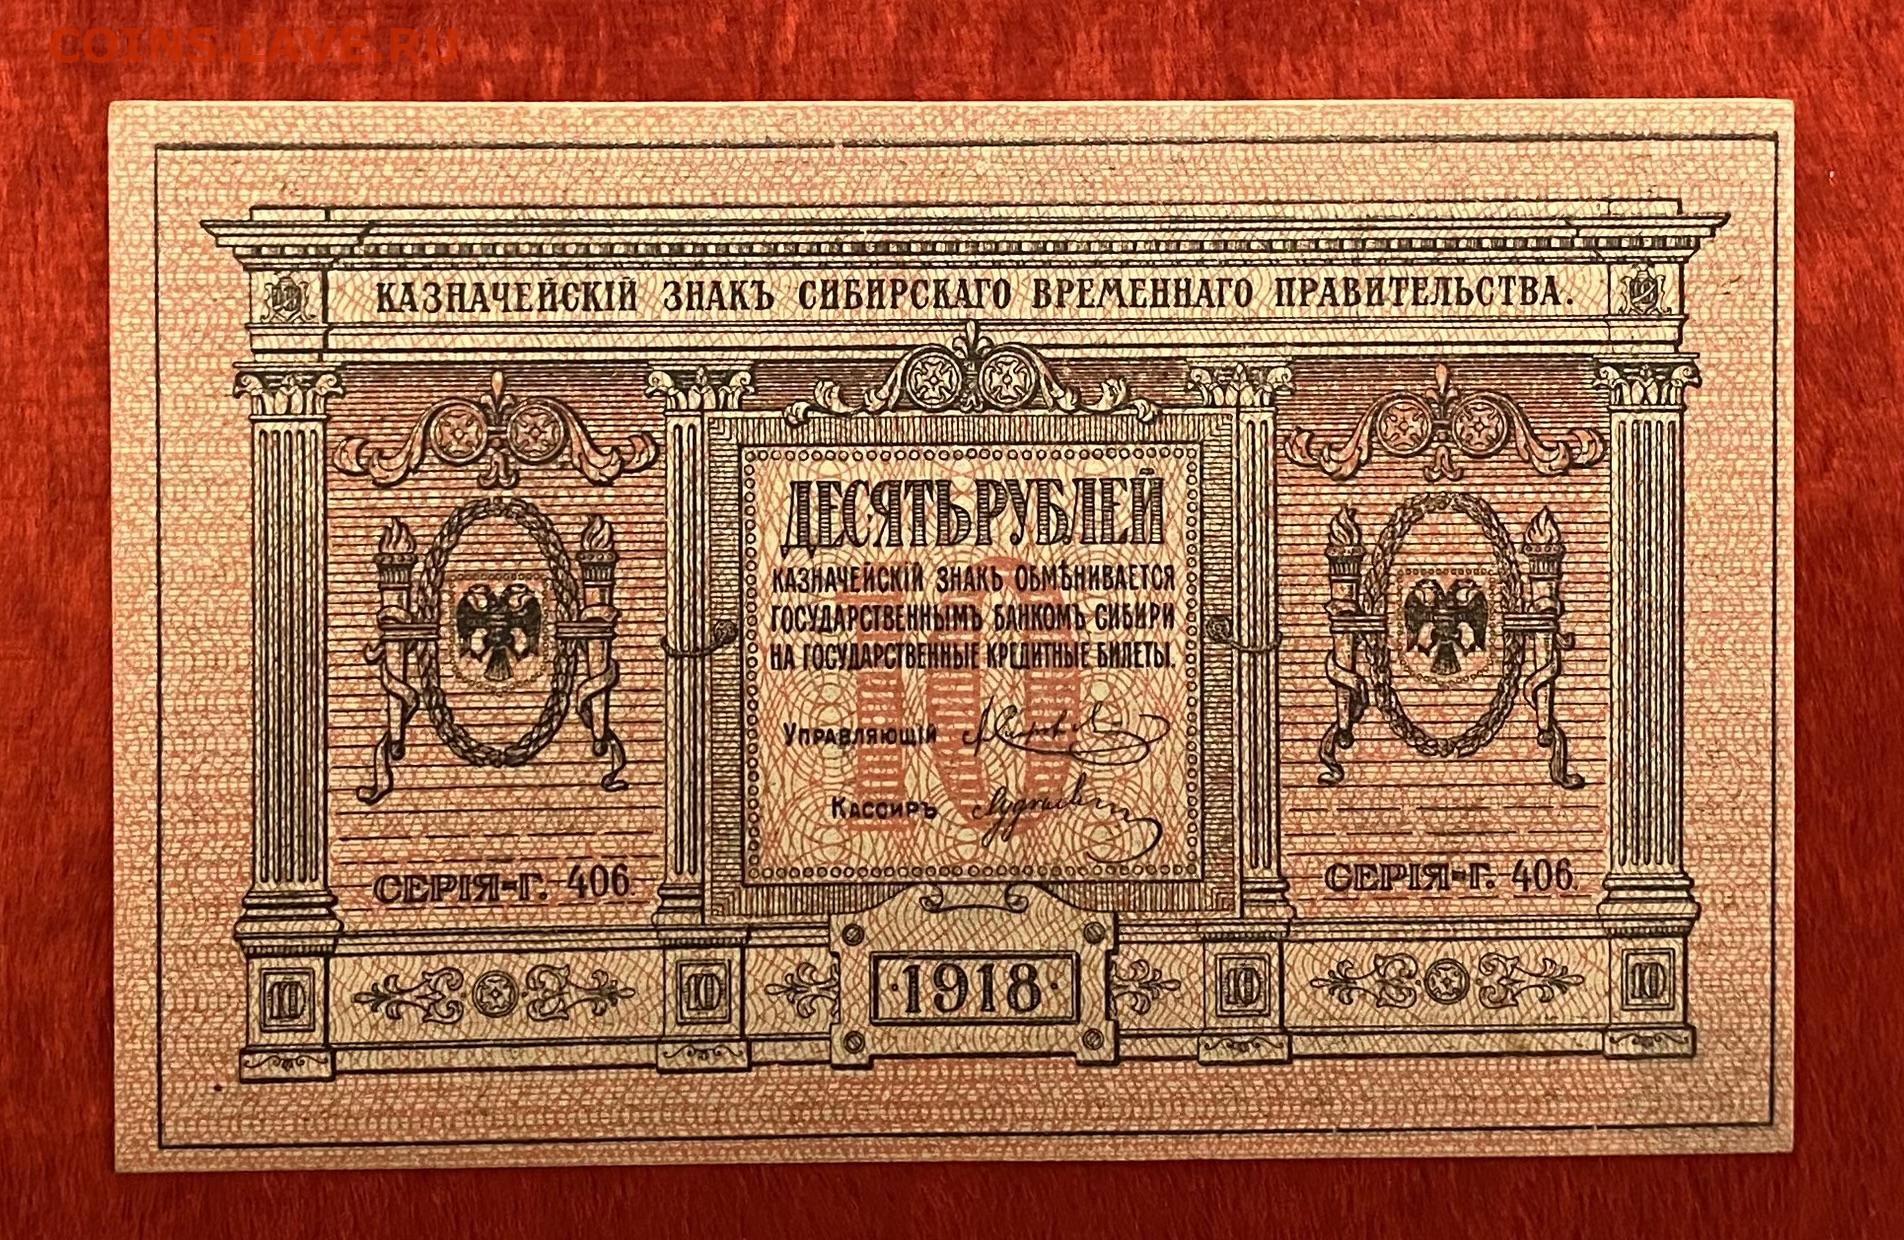 COINS.LAVE.RU
КАЗНАЧЕЙСКІЙ ЗНАКЪ СИБИРСКАГО ВРЕМЕННАГО ПРАВИТЕЛЬСТВА.
ДЕСЯТЬ РУБЛЕЙ
КАЗНАЧЕЙСКІЙ ЗНАКЪ ОБМѢНИВАЕТСЯ
ГОСУДАРСТВЕННЫМЪ БАНКОМЪ СИБИРИ
НА ГОСУДАРСТВЕННЫЕ КРЕДИТНЫЕ БИЛЕТЫ.
10
УПРАВЛЯЮЩІЙ
КАССИРЪ
СЕРІЯ-Г. 406.
СЕРІЯ-Г. 406.
10
10
·1918·
10
10